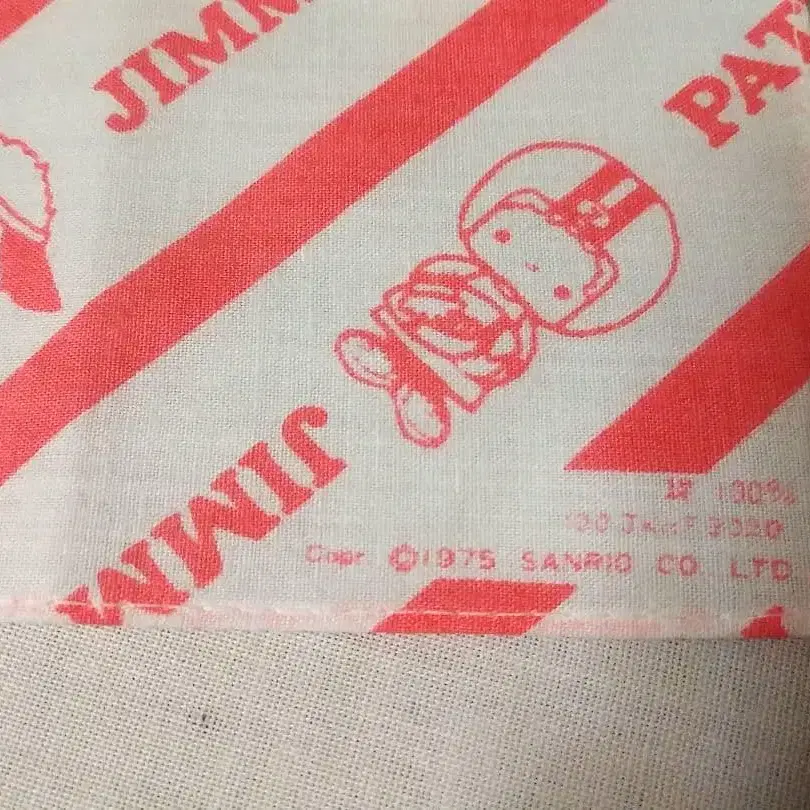 JIMM
PAT
JIMM
100%
Copr. ©1975 SANRIO CO LTD